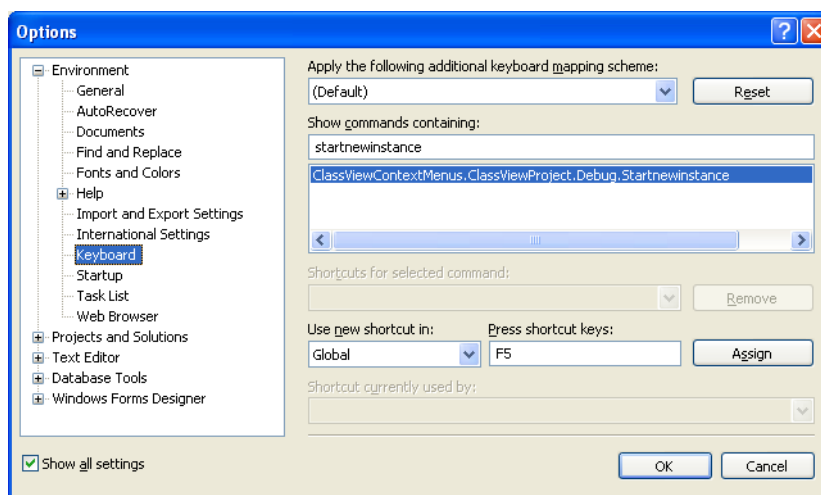 Options
Environment
General
AutoRecover
Documents
Find and Replace
Fonts and Colors
Help
Import and Export Settings
International Settings
Keyboard
Startup
Task List
Web Browser
Projects and Solutions
Text Editor
Database Tools
Windows Forms Designer
Show all settings
Apply the following additional keyboard mapping scheme:
(Default)
Reset
Show commands containing:
startnewinstance
ClassViewContextMenus.ClassViewProject.Debug.Startnewinstance
Shortcuts for selected command:
Remove
Use new shortcut in:
Press shortcut keys:
Global
F5
Assign
Shortcut currently used by:
OK
Cancel